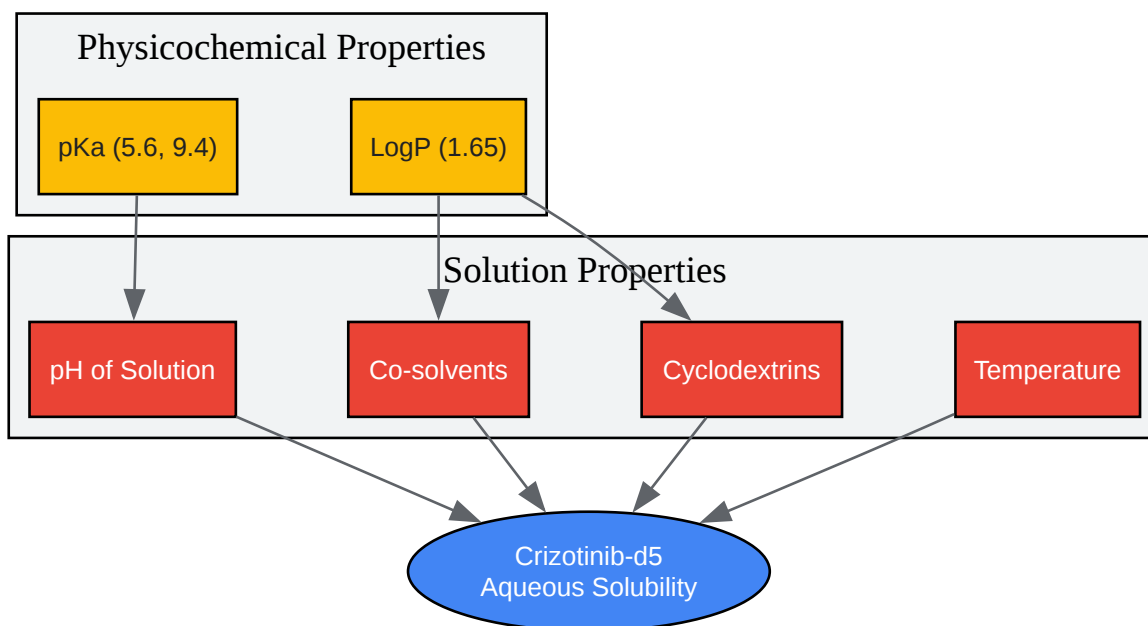 Physicochemical Properties
pKa (5.6, 9.4)
LogP (1.65)
Solution Properties
pH of Solution
Co-solvents
Cyclodextrins
Temperature
Crizotinib-d5
Aqueous Solubility